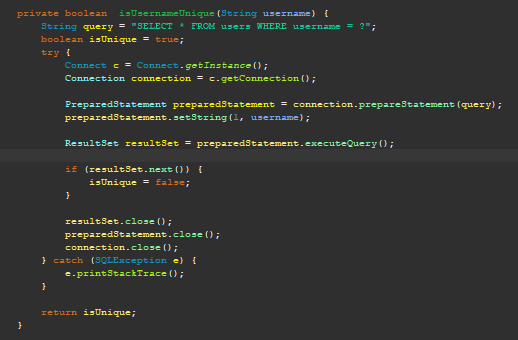 private boolean  isUsernameUnique(String username) {
    String query = "SELECT * FROM users WHERE username = ?";
    boolean isUnique = true;
    try {
        Connect c = Connect.getInstance();
        Connection connection = c.getConnection();

        PreparedStatement preparedStatement = connection.prepareStatement(query);
        preparedStatement.setString(1, username);

        ResultSet resultSet = preparedStatement.executeQuery();

        if (resultSet.next()) {
            isUnique = false;
        }

        resultSet.close();
        preparedStatement.close();
        connection.close();
    } catch (SQLException e) {
        e.printStackTrace();
    }

    return isUnique;
}